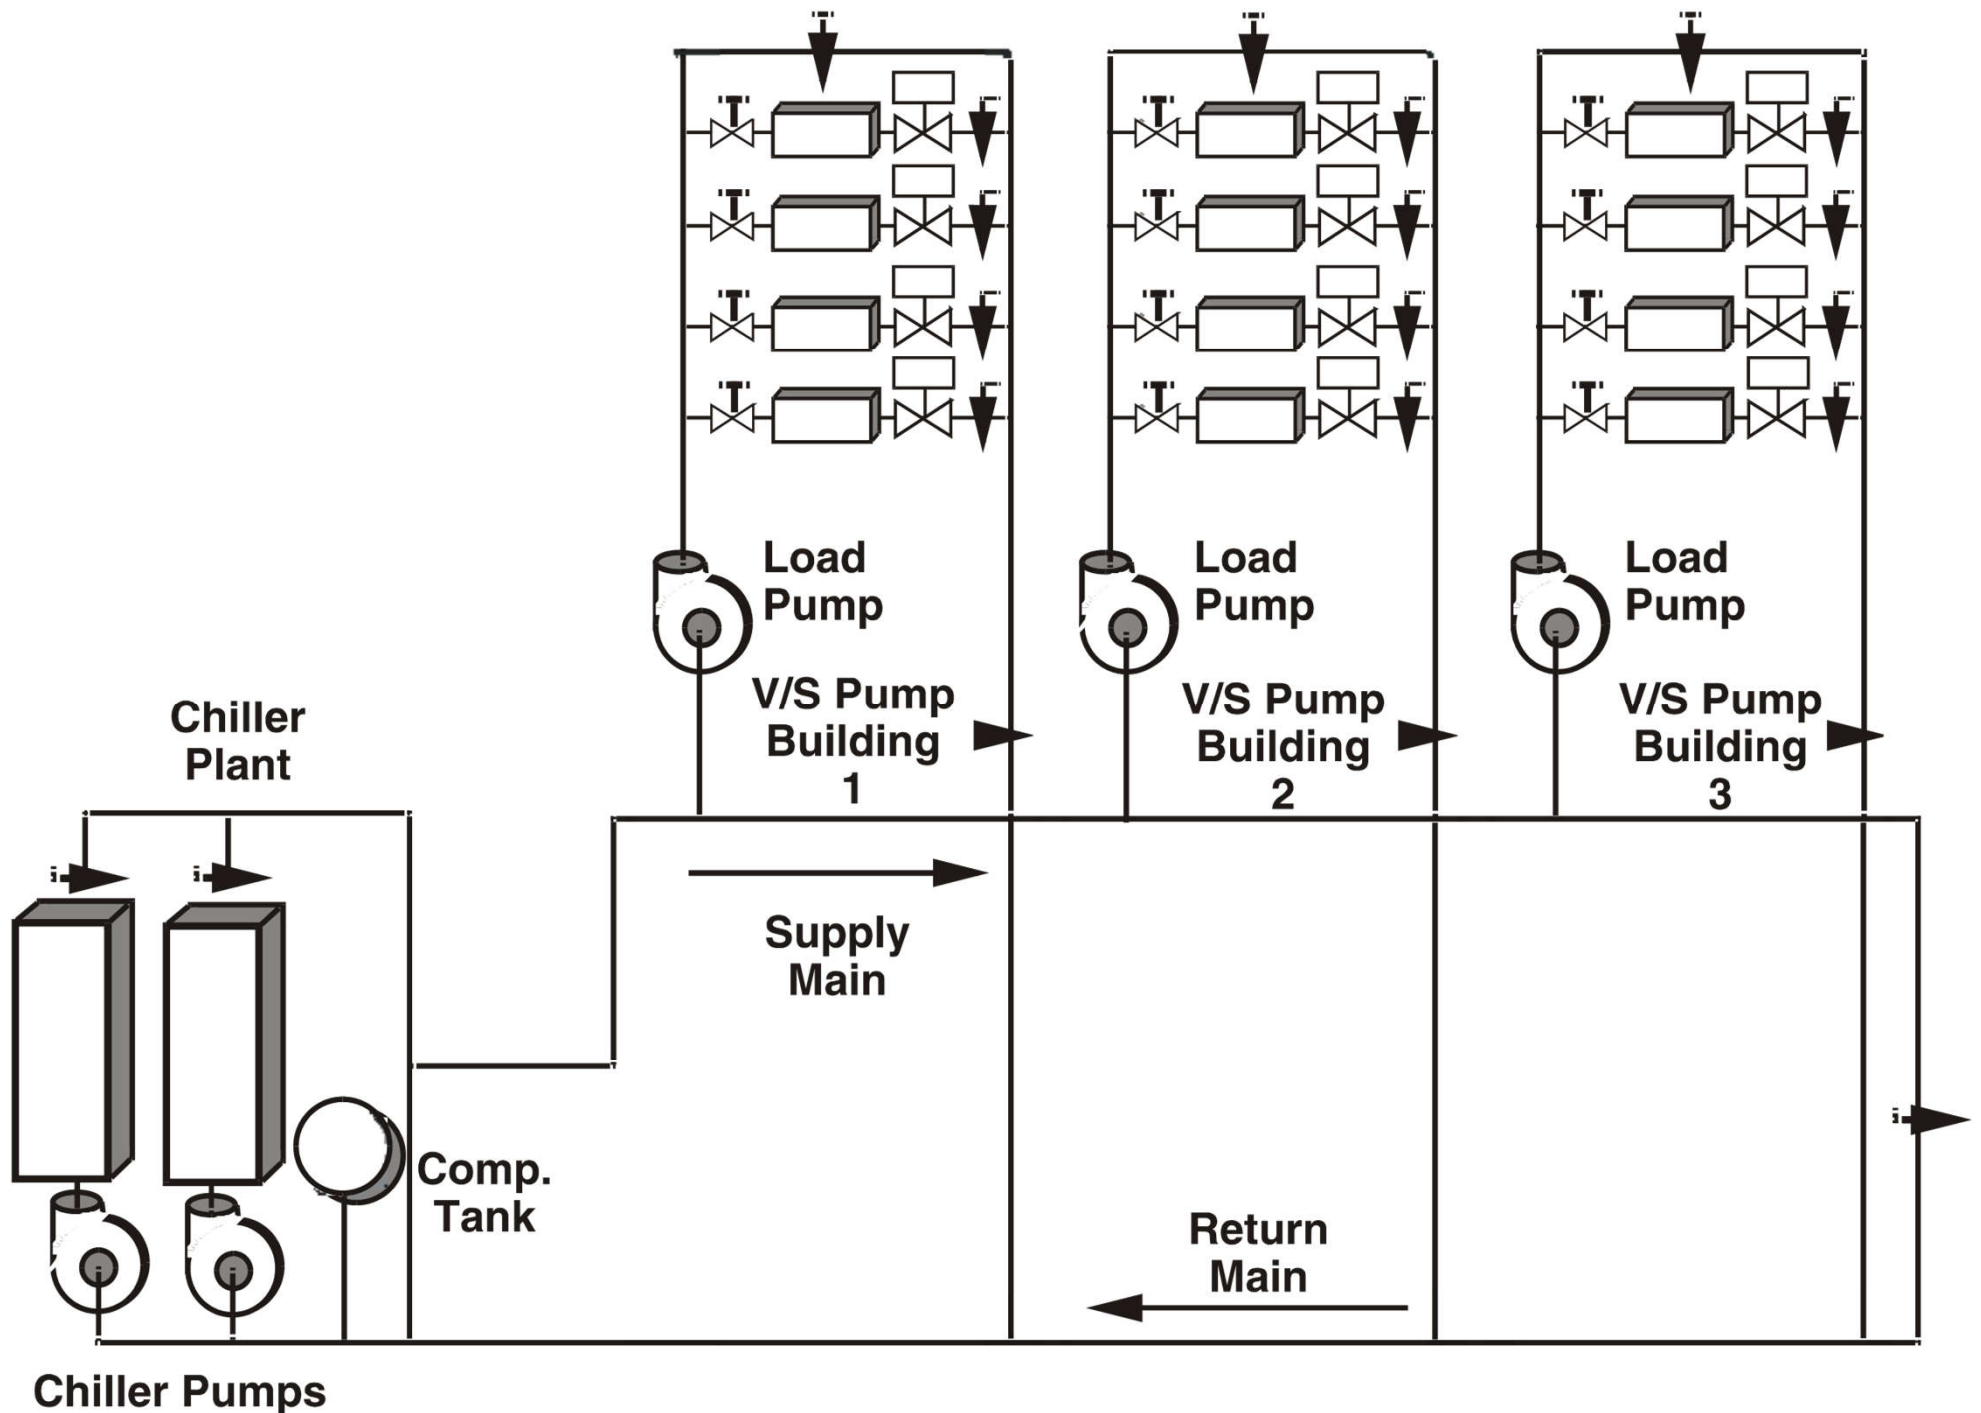 Load
Pump
Load
Pump
Load
Pump
V/S Pump
Building
1
V/S Pump
Building
2
V/S Pump
Building
3
Chiller
Plant
Supply
Main
Comp.
Tank
Return
Main
Chiller Pumps